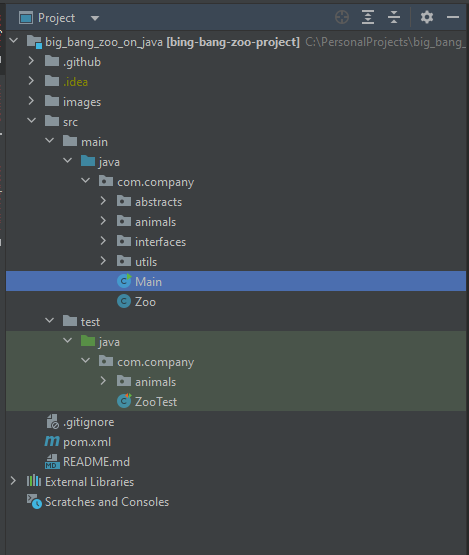 Project
big_bang_zoo_on_java [bing-bang-zoo-project] C:\PersonalProjects\big_bang_
.github
.idea
images
src
main
java
com.company
abstracts
animals
interfaces
utils
Main
Zoo
test
java
com.company
animals
ZooTest
.gitignore
pom.xml
README.md
External Libraries
Scratches and Consoles